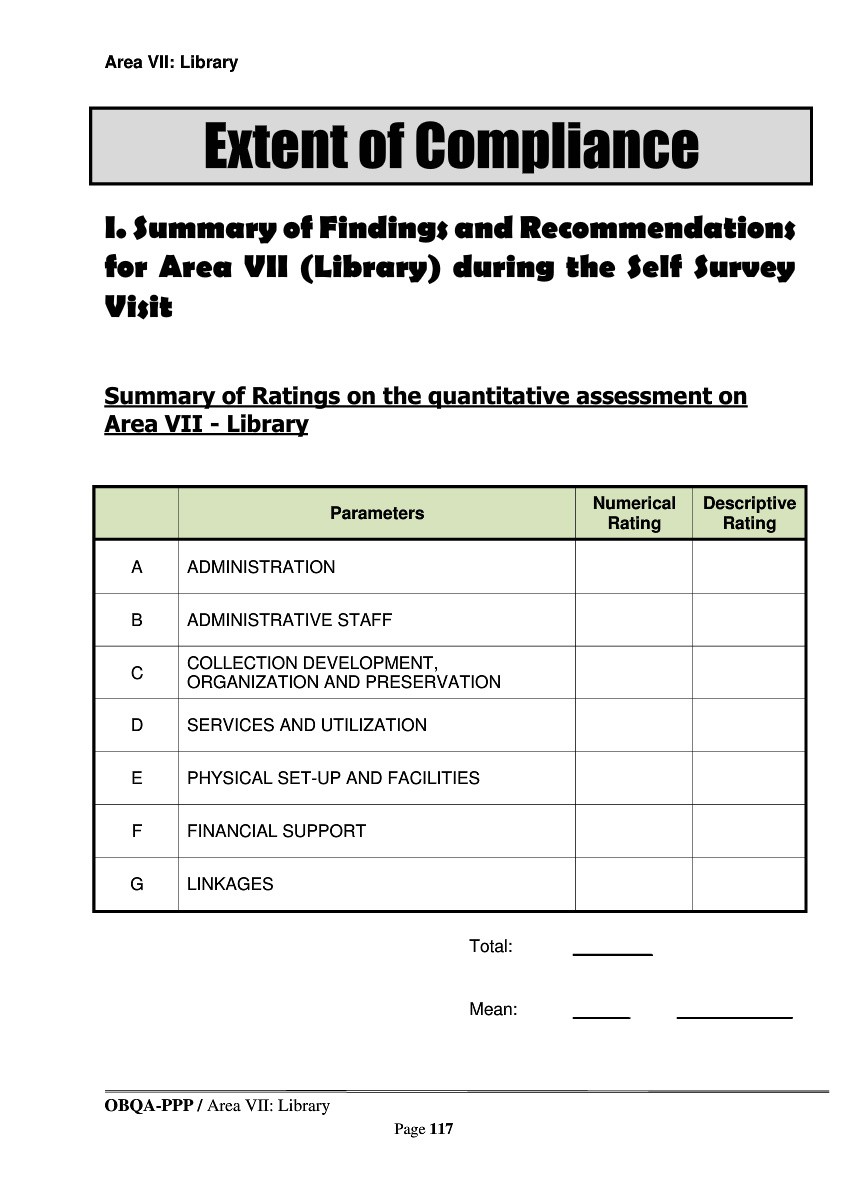 Area VII: Library
Extent of Compliance
I. Summary of Findings and Recommendations
for Area VII (Library) during the Self Survey
Visit
Summary of Ratings on the quantitative assessment on
Area VII - Library
Parameters
Numerical
Rating
Descriptive
Rating
A ADMINISTRATION
B ADMINISTRATIVE STAFF
C COLLECTION DEVELOPMENT,
ORGANIZATION AND PRESERVATION
D SERVICES AND UTILIZATION
E PHYSICAL SET-UP AND FACILITIES
F FINANCIAL SUPPORT
G LINKAGES
Total:
Mean:
OBQA-PPP / Area VII: Library
Page 117